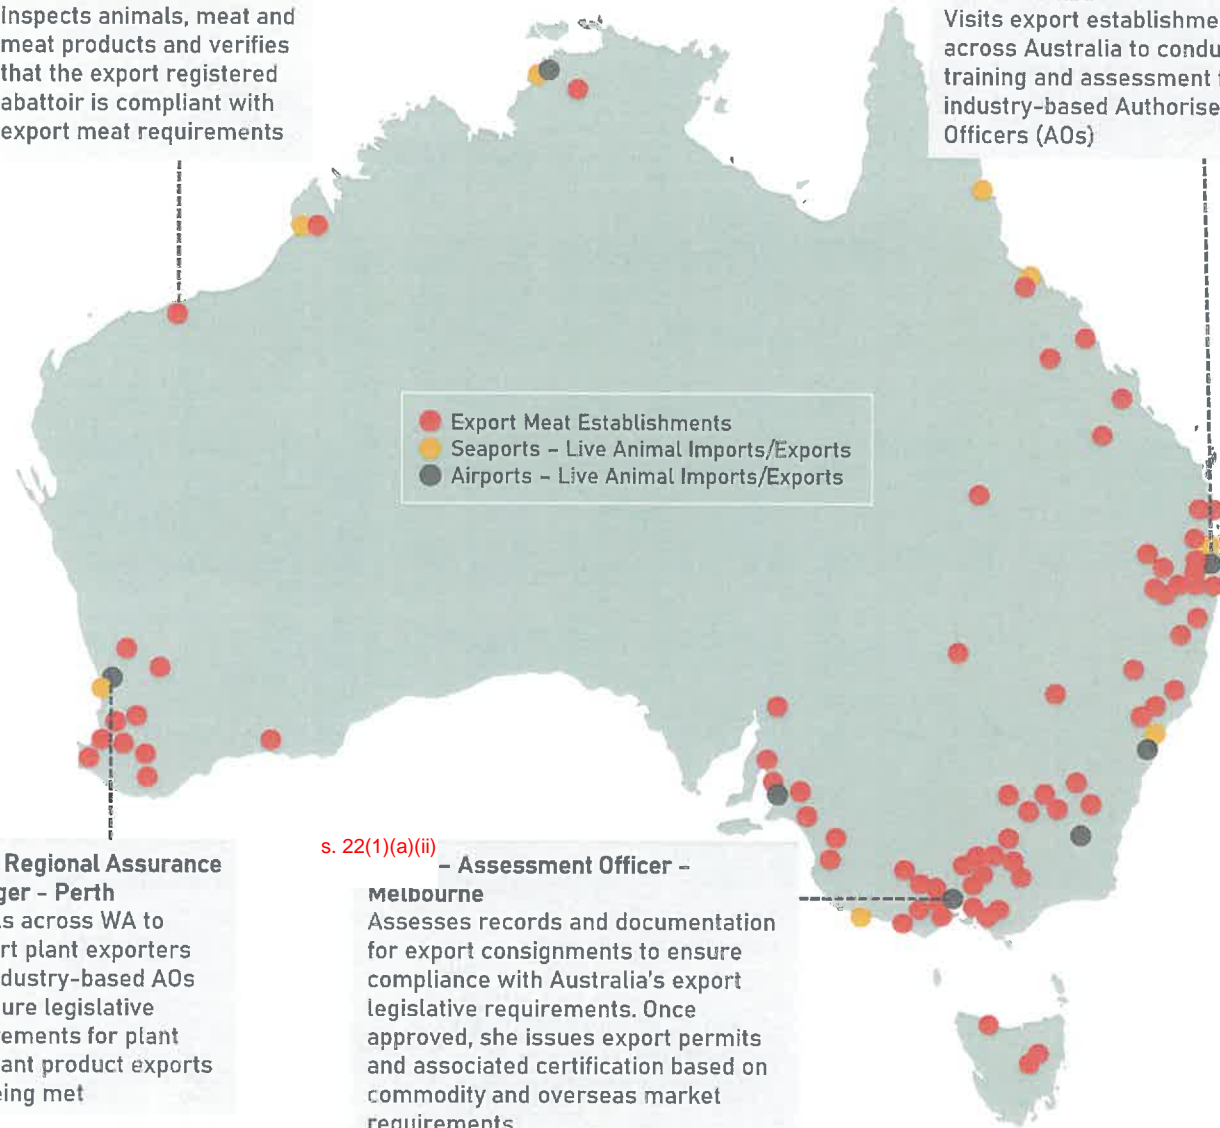 Inspects animals, meat and
meat products and verifies
that the export registered
abattoir is compliant with
export meat requirements
Visits export establishme
across Australia to condu
training and assessment
industry-based Authorise
Officers (AOs)
Export Meat Establishments
Seaports – Live Animal Imports/Exports
Airports – Live Animal Imports/Exports
Regional Assurance
ger – Perth
ls across WA to
rt plant exporters
dustry-based AOs
ure legislative
ements for plant
ant product exports
eing met
s. 22(1)(a)(ii)
– Assessment Officer –
Melbourne
Assesses records and documentation
for export consignments to ensure
compliance with Australia's export
legislative requirements. Once
approved, she issues export permits
and associated certification based on
commodity and overseas market
requirements